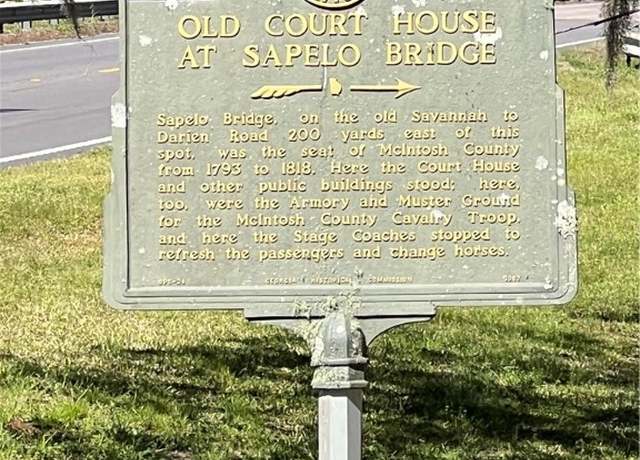 OLD COURT HOUSE
AT SAPELO BRIDGE
Sapelo Bridge, on the old Savannah to
Darien Road 200 yards east of this
spot, was the seat of McIntosh County
from 1793 to 1818. Here the Court House
and other public buildings stood; here,
too, were the Armory and Muster Ground
for the McIntosh County Cavalry Troop,
and here the Stage Coaches stopped to
refresh the passengers and change horses.
GEORGIA HISTORICAL COMMISSION